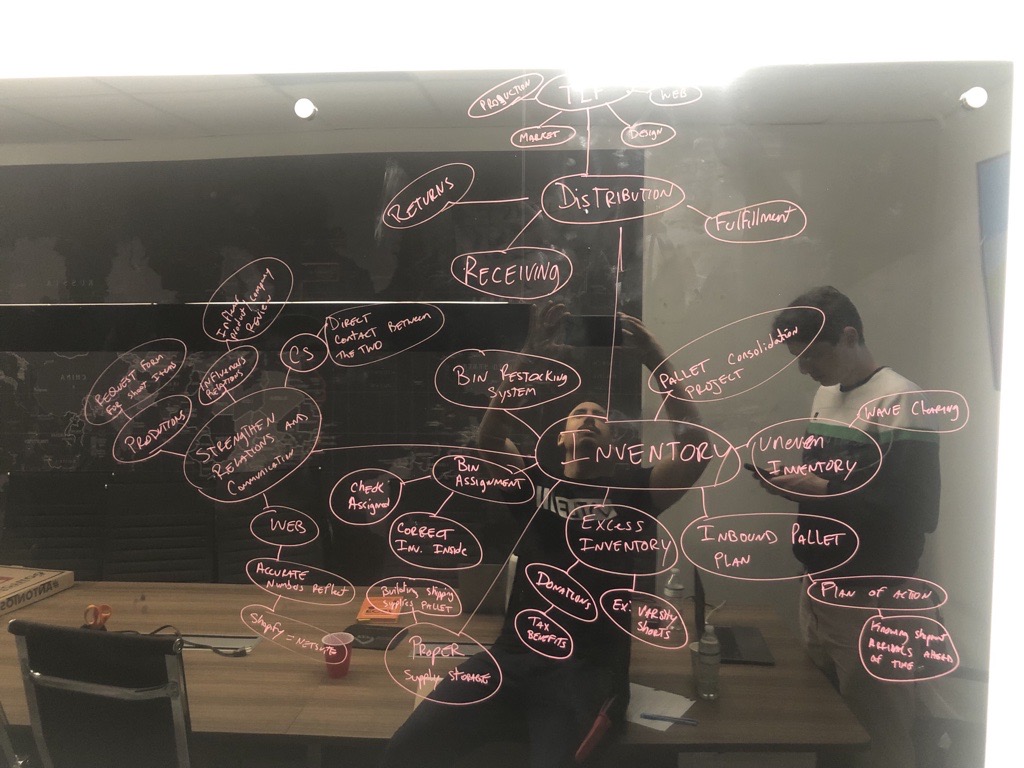 PRODUCTION
TLF
WEB
MARKET
DESIGN
RETURNS
DISTRIBUTION
Fulfillment
RECEIVING
Influencer
product/company
REVIEW
DIRECT
CONTACT BETWEEN
THE TWO
CS
REQUEST FORM
FOR SHORT ITEMS
INFLUENCER
RELATIONS
PRODUCTIONS
STRENGTHEN
RELATIONS AND
COMMUNICATION
BIN RESTOCKING
SYSTEM
PALLET CONSOLIDATION
PROJECT
WAVE CLEARING
INVENTORY
UNEVEN
INVENTORY
BIN
ASSIGNMENT
CHECK
Assigned
CORRECT
INV. INSIDE
EXCESS
INVENTORY
INBOUND PALLET
PLAN
WEB
ACCURATE
NUMBERS REFLECT
SHOPIFY = NETSUITE
Building shipping
supplies PALLET
PROPER
Supply STORAGE
DONATIONS
TAX
BENEFITS
EX: VARSITY
SHORTS
PLAN OF ACTION
KNOWING shipment
ARRIVALS AHEAD
OF TIME